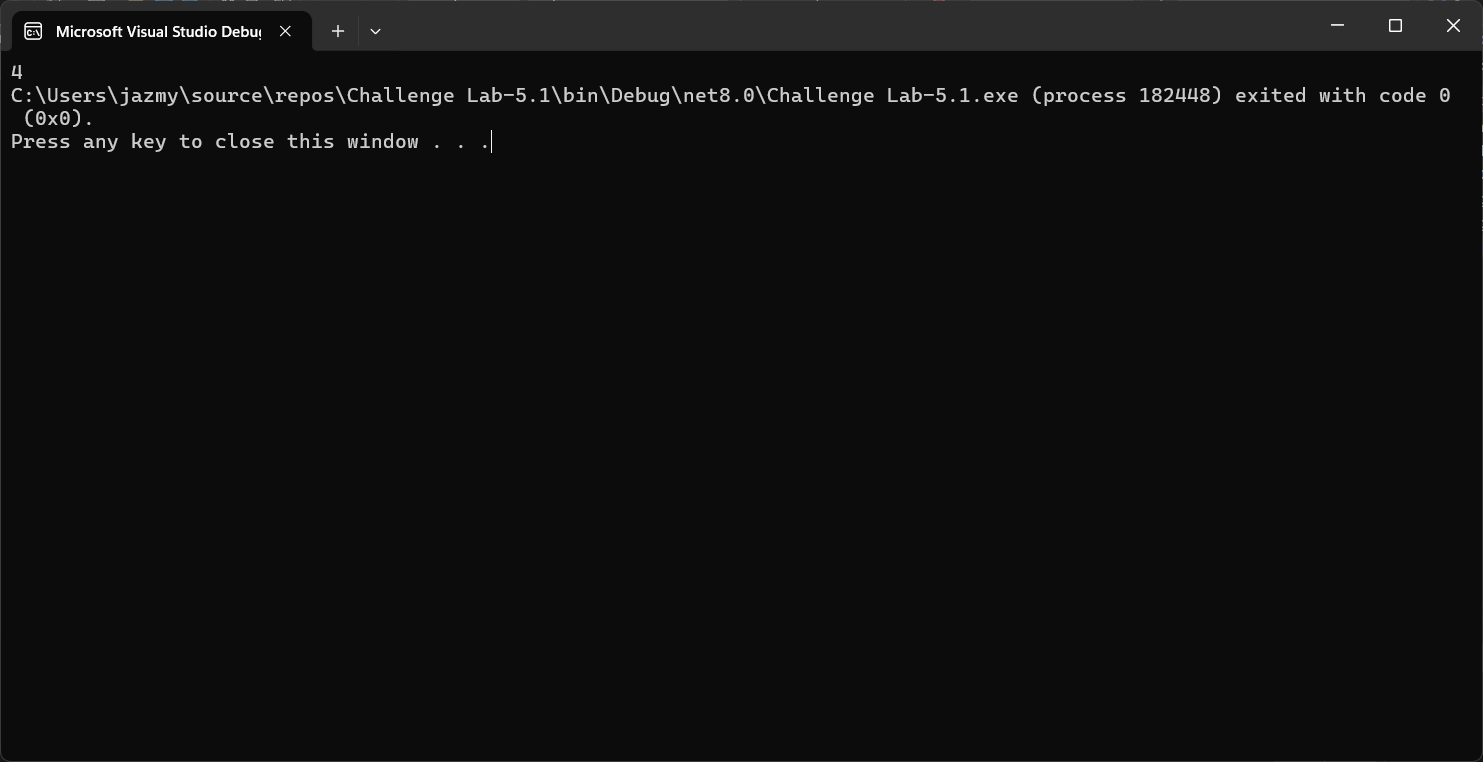 Microsoft Visual Studio Debu
4
C:\Users\jazmy\source\repos\Challenge Lab-5.1\bin\Debug\net8.0\Challenge Lab-5.1.exe (process 182448) exited with code 0
 (0x0).
Press any key to close this window . . .